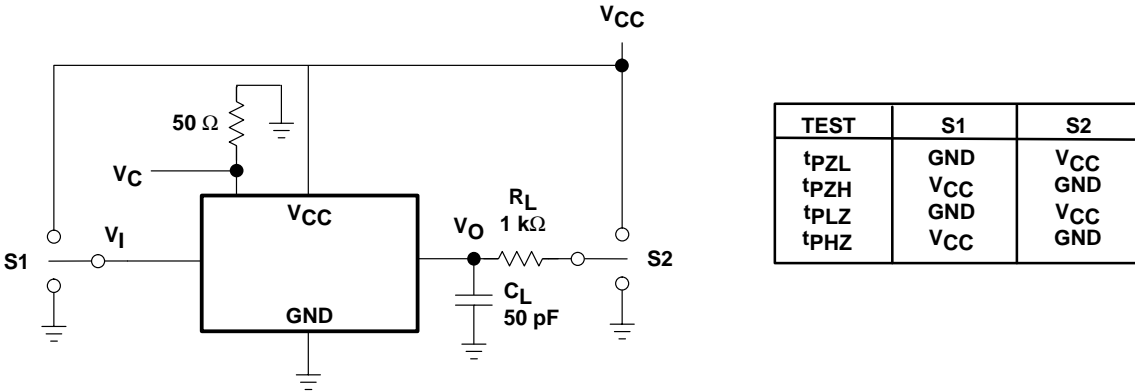 VCC
50 Ω
VC
VCC
VI
S1
GND
VO
RL
1 kΩ
CL
50 pF
S2
TEST S1 S2
tPZL GND VCC
tPZH VCC GND
tPLZ GND VCC
tPHZ VCC GND